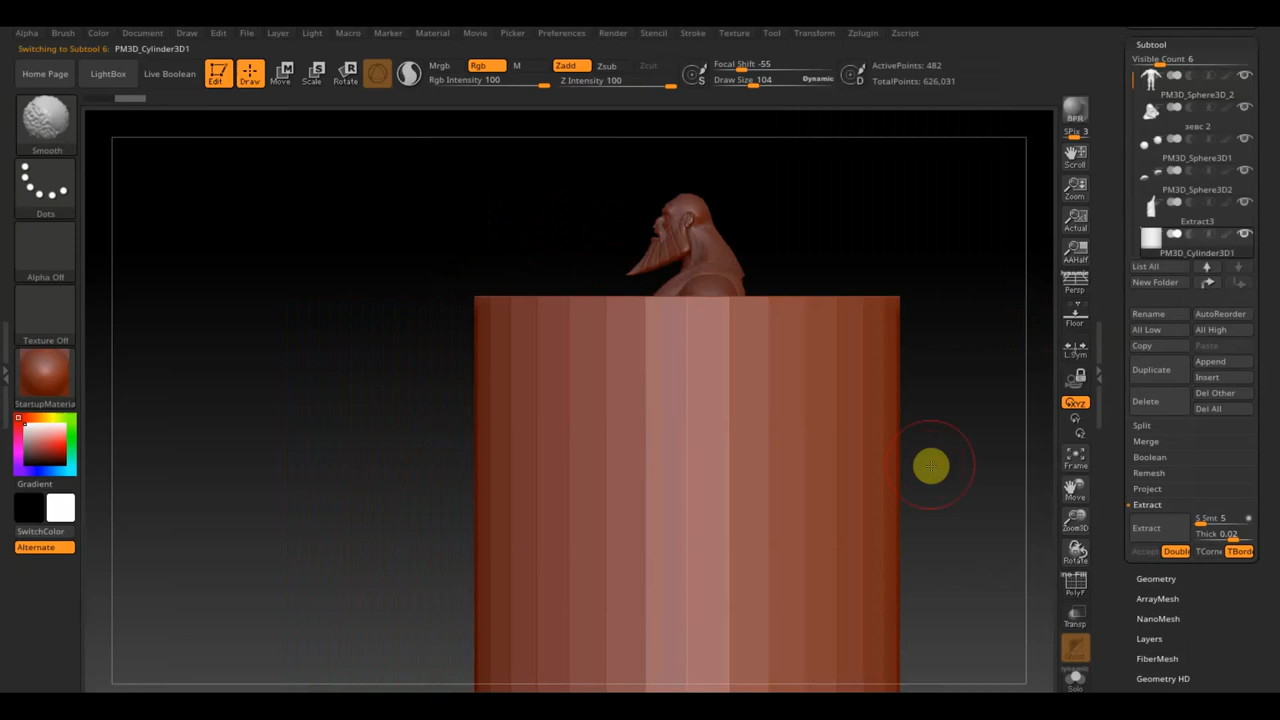 Alpha Brush Color Document Draw Edit File Layer Light Macro Marker Material Movie Picker Preferences Render Stencil Stroke Texture Tool Transform Zplugin Zscript
Switching to Subtool 6: PM3D_Cylinder3D1
Home Page LightBox Live Boolean Edit Draw Move Scale Rotate
Mrgb Rgb M Zadd Zsub Zcut
Rgb Intensity 100 Z Intensity 100
Focal Shift -55
Draw Size 104 Dynamic
ActivePoints: 482
TotalPoints: 626,031
Smooth
Dots
Alpha Off
Texture Off
StartupMateria
Gradient
SwitchColor
Alternate
BPR
SPix 3
Scroll
Zoom
Actual
AAHalf
Dynamic
Persp
Floor
L.Sym
XYZ
Frame
Move
Zoom3D
Rotate
PolyF
Transp
Solo
Subtool
Visible Count 6
PM3D_Sphere3D_2
зевс 2
PM3D_Sphere3D1
PM3D_Sphere3D2
Extract3
PM3D_Cylinder3D1
List All
New Folder
Rename AutoReorder
All Low All High
Copy Paste
Duplicate Append
Insert
Delete Del Other
Del All
Split
Merge
Boolean
Remesh
Project
Extract
Extract S Smt 5
Thick 0.02
Accept Double TCorne TBorde
Geometry
ArrayMesh
NanoMesh
Layers
FiberMesh
Geometry HD